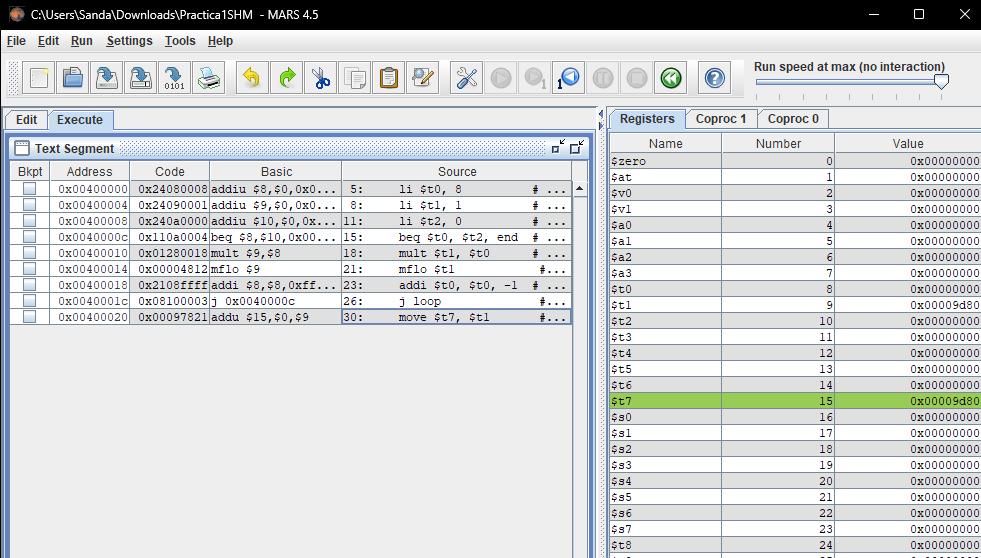 C:\Users\Sanda\Downloads\Practica1SHM - MARS 4.5
File Edit Run Settings Tools Help
Run speed at max (no interaction)
Edit Execute
Text Segment
Bkpt Address Code Basic Source
0x00400000 0x24080008 addiu $8,$0,0x0... 5: li $t0, 8 # ...
0x00400004 0x24090001 addiu $9,$0,0x0... 8: li $t1, 1 # ...
0x00400008 0x240a0000 addiu $10,$0,0x... 11: li $t2, 0 # ...
0x0040000c 0x110a0004 beq $8,$10,0x00... 15: beq $t0, $t2, end # ...
0x00400010 0x01280018 mult $9,$8 18: mult $t1, $t0 # ...
0x00400014 0x00004812 mflo $9 21: mflo $t1 #...
0x00400018 0x2108ffff addi $8,$8,0xff... 23: addi $t0, $t0, -1 # ...
0x0040001c 0x08100003 j 0x0040000c 26: j loop #...
0x00400020 0x00097821 addu $15,$0,$9 30: move $t7, $t1 #...
Registers Coproc 1 Coproc 0
Name Number Value
$zero 0 0x00000000
$at 1 0x00000000
$v0 2 0x00000000
$v1 3 0x00000000
$a0 4 0x00000000
$a1 5 0x00000000
$a2 6 0x00000000
$a3 7 0x00000000
$t0 8 0x00000000
$t1 9 0x00009d80
$t2 10 0x00000000
$t3 11 0x00000000
$t4 12 0x00000000
$t5 13 0x00000000
$t6 14 0x00000000
$t7 15 0x00009d80
$s0 16 0x00000000
$s1 17 0x00000000
$s2 18 0x00000000
$s3 19 0x00000000
$s4 20 0x00000000
$s5 21 0x00000000
$s6 22 0x00000000
$s7 23 0x00000000
$t8 24 0x00000000